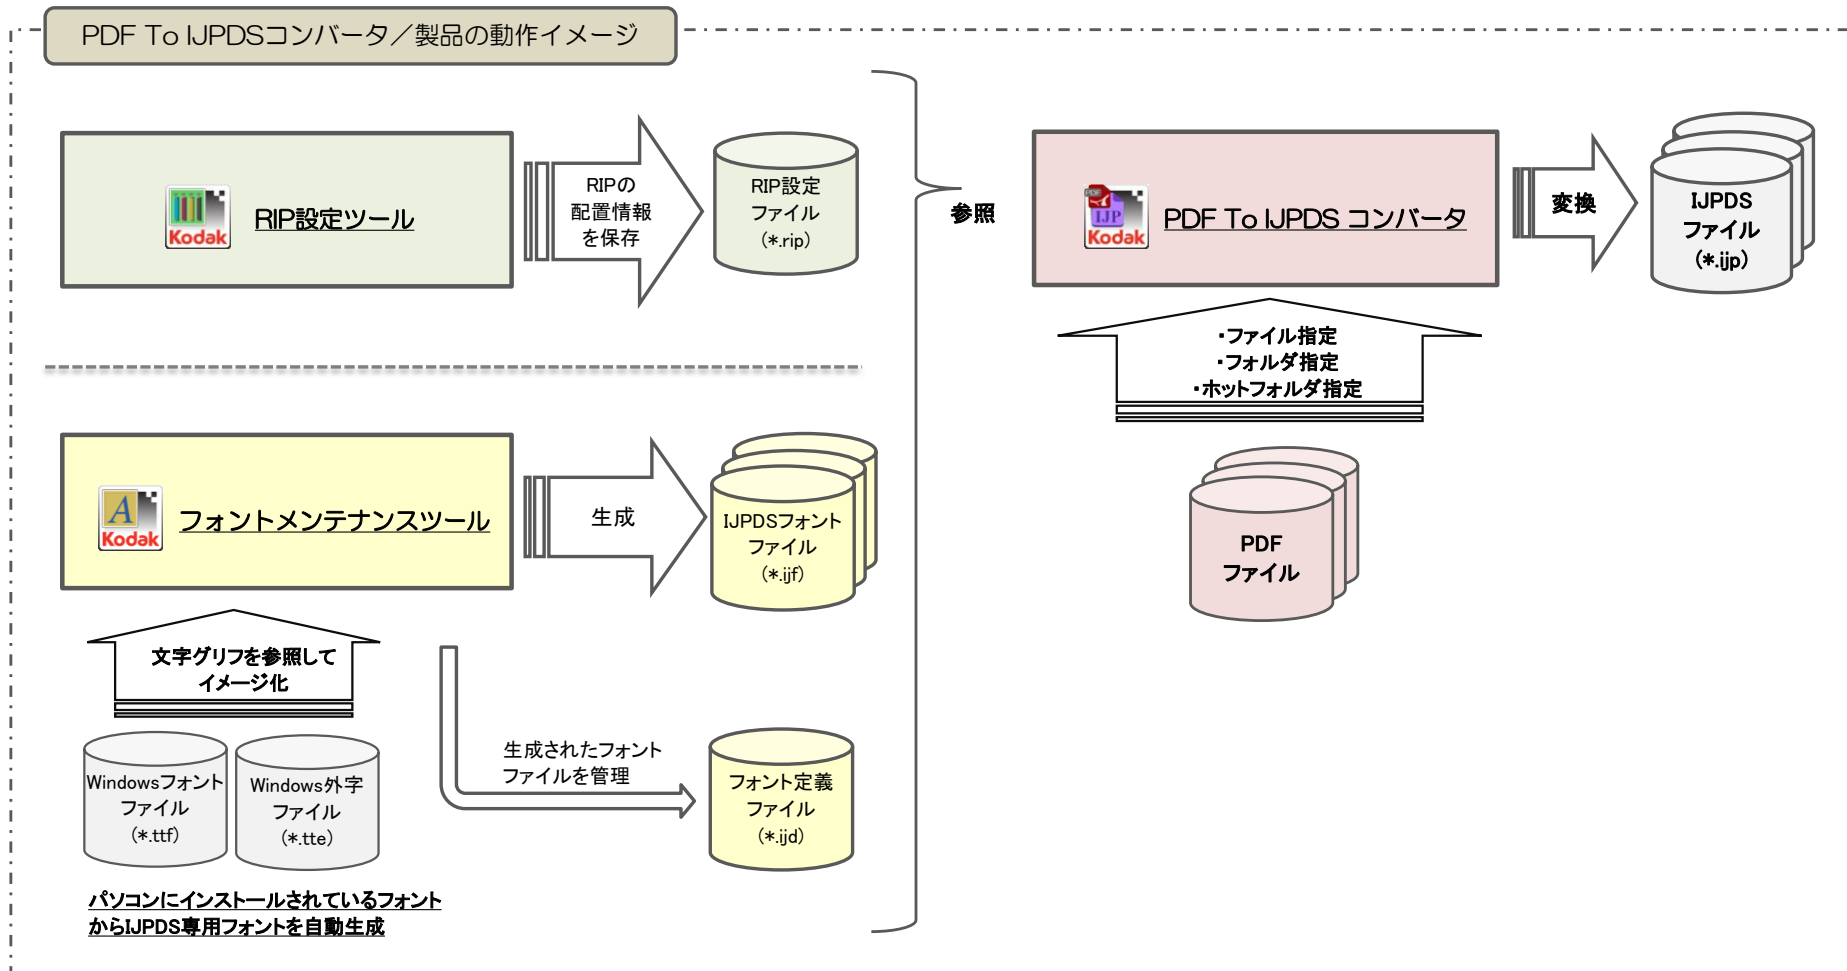 PDF To IJPDSコンバータ／製品の動作イメージ
Kodak
RIP設定ツール
RIPの
配置情報
を保存
RIP設定
ファイル
(*.rip)
参照
PDF
IJP
Kodak
PDF To IJPDS コンバータ
変換
IJPDS
ファイル
(*.ijp)
・ファイル指定
・フォルダ指定
・ホットフォルダ指定
PDF
ファイル
A
Kodak
フォントメンテナンスツール
生成
IJPDSフォント
ファイル
(*.ijf)
文字グリフを参照して
イメージ化
Windowsフォント
ファイル
(*.ttf)
Windows外字
ファイル
(*.tte)
生成されたフォント
ファイルを管理
フォント定義
ファイル
(*.ijd)
パソコンにインストールされているフォント
からIJPDS専用フォントを自動生成